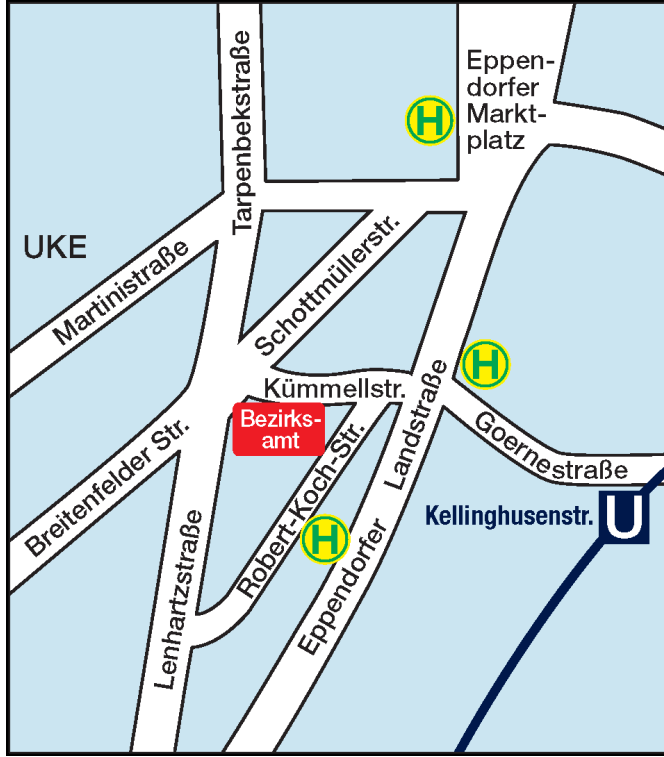 Eppen-
dorfer
Markt-
platz
H
Tarpenbekstraße
UKE
Martinistraße
Schottmüllerstr.
H
Kümmellstr.
Bezirks-
amt
Goernestraße
Breitenfelder Str.
Robert-Koch-Str.
Eppendorfer Landstraße
Kellinghusenstr. U
H
Lenhartzstraße